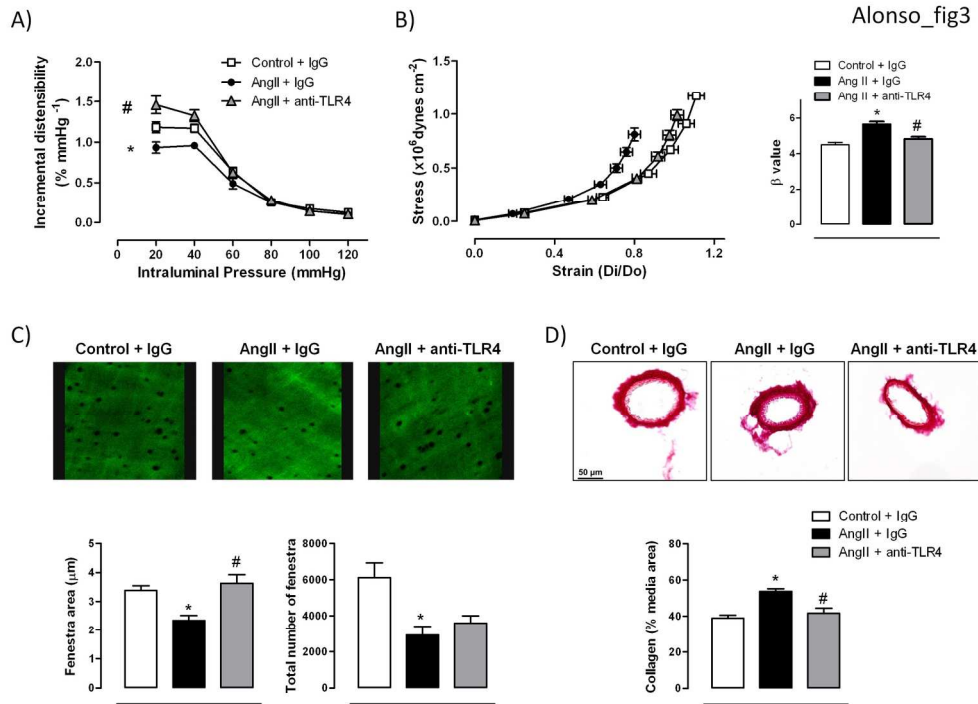 Alonso_fig3
A)
Incremental distensibility
(% mmHg⁻¹)
2.0
1.5
1.0
0.5
0.0
#
*
Control + IgG
AngII + IgG
AngII + anti-TLR4
0 20 40 60 80 100 120
Intraluminal Pressure (mmHg)
B)
Stress (x10⁶dynes cm⁻²)
1.5
1.0
0.5
0.0
0.0 0.4 0.8 1.2
Strain (Di/Do)
Control + IgG
Ang II + IgG
Ang II + anti-TLR4
β value
6
4
2
0
*
#
C)
Control + IgG AngII + IgG AngII + anti-TLR4
Fenestra area (μm)
5
4
3
2
1
0
*
#
Total number of fenestra
8000
6000
4000
2000
0
*
D)
Control + IgG AngII + IgG AngII + anti-TLR4
50 μm
Control + IgG
AngII + IgG
AngII + anti-TLR4
Collagen (% media area)
80
60
40
20
0
*
#